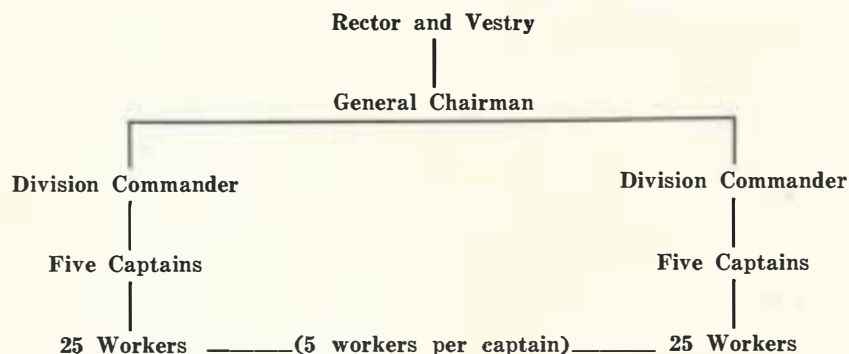 Rector and Vestry
General Chairman
Division Commander Division Commander
Five Captains Five Captains
25 Workers (5 workers per captain) 25 Workers